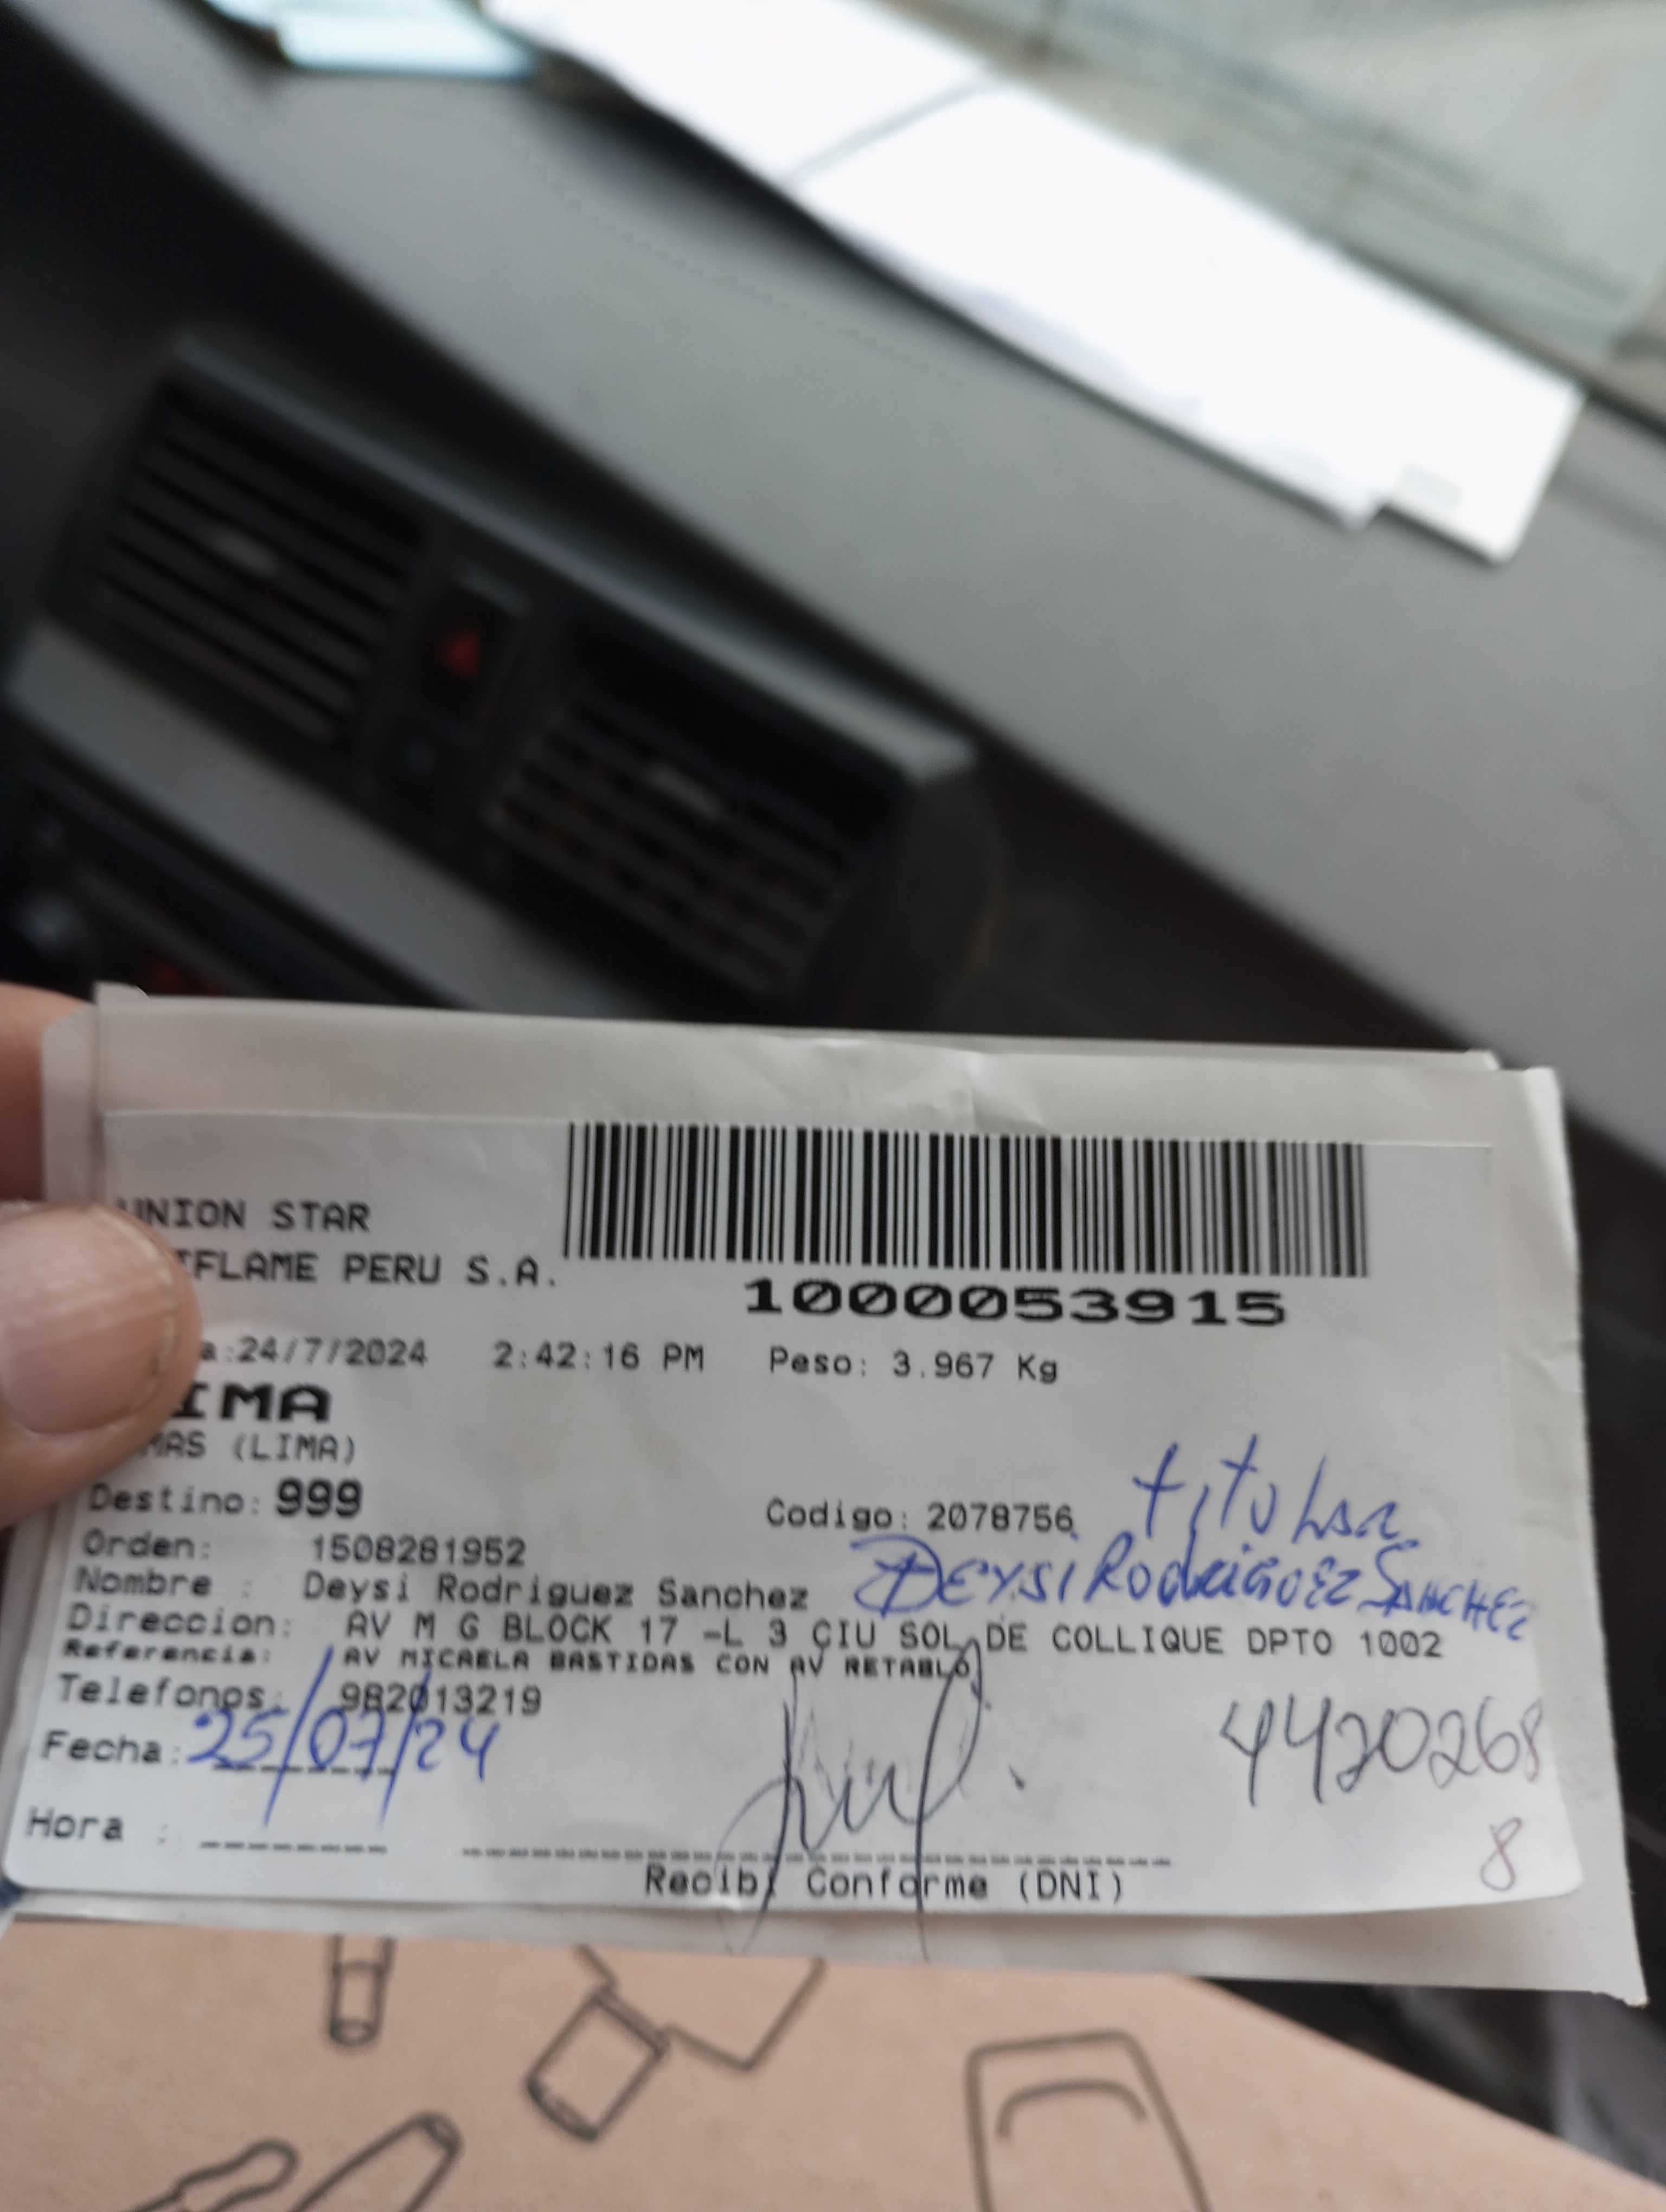 UNION STAR
IFLAME PERU S.A.
1000053915
a:24/7/2024 2:42:16 PM Peso: 3.967 Kg
IMA
MAS (LIMA)
Destino: 999
Codigo: 2078756 titular
Orden: 1508281952
Nombre : Deysi Rodriguez Sanchez DEYSi RodRiGUEZ SANCHEZ
Direccion: AV M G BLOCK 17 -L 3 CIU SOL DE COLLIQUE DPTO 1002
Referencia: AV MICAELA BASTIDAS CON AV RETABLO
Telefonos: 982013219
Fecha: 25/07/24 4420268
8
Hora :
Recibi Conforme (DNI)